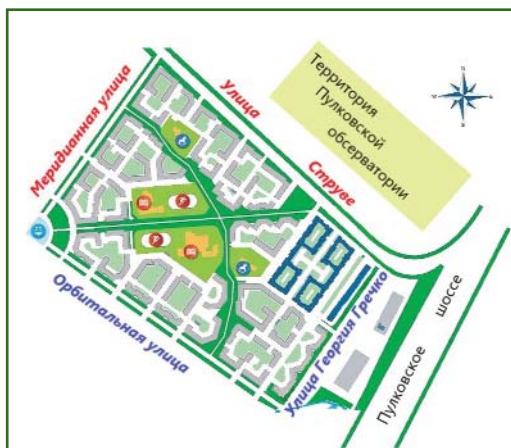 Меридианная улица
Улица
Струве
Территория
Пулковской
обсерватории
Орбитальная улица
Улица Георгия Гречко
Пулковское
шоссе